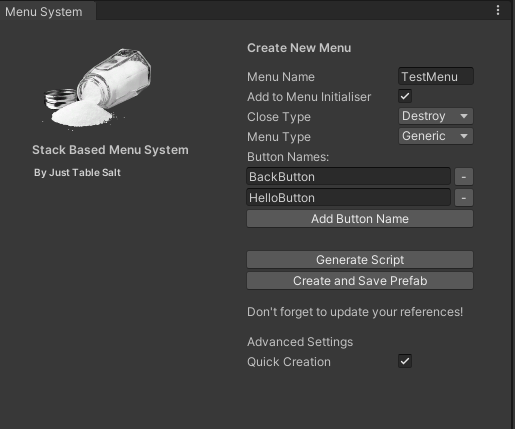 Menu System
Stack Based Menu System
By Just Table Salt
Create New Menu
Menu Name TestMenu
Add to Menu Initialiser
Close Type Destroy
Menu Type Generic
Button Names:
BackButton -
HelloButton -
Add Button Name
Generate Script
Create and Save Prefab
Don't forget to update your references!
Advanced Settings
Quick Creation